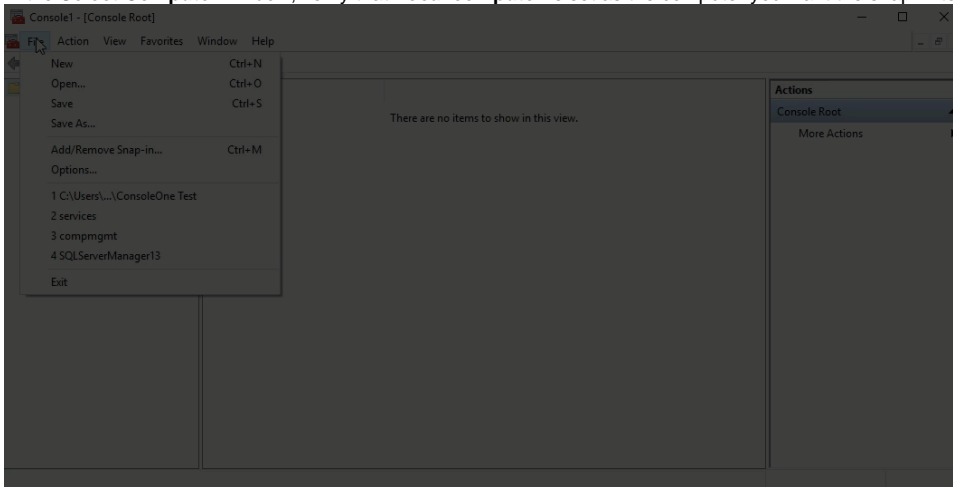 Console1 - [Console Root]
File Action View Favorites Window Help
New Ctrl+N
Open... Ctrl+O
Save Ctrl+S
Save As...
Add/Remove Snap-in... Ctrl+M
Options...
1 C:\Users\...\ConsoleOne Test
2 services
3 compmgmt
4 SQLServerManager13
Exit
There are no items to show in this view.
Actions
Console Root
More Actions